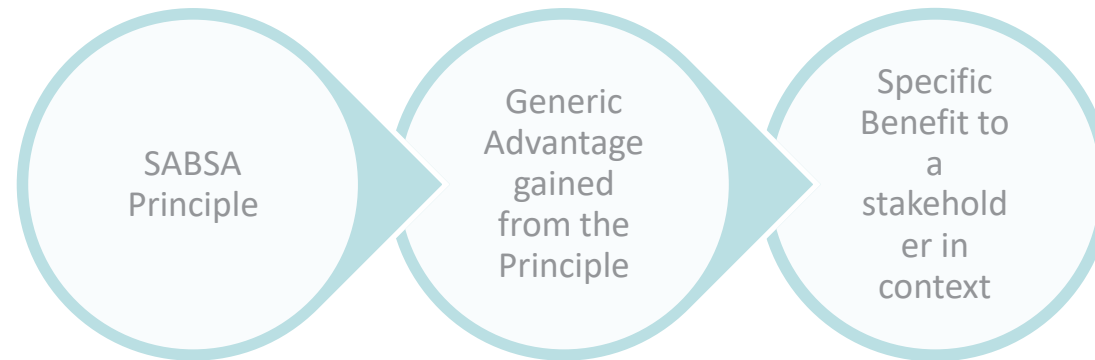 SABSA
Principle
Generic
Advantage
gained
from the
Principle
Specific
Benefit to
a
stakehold
er in
context